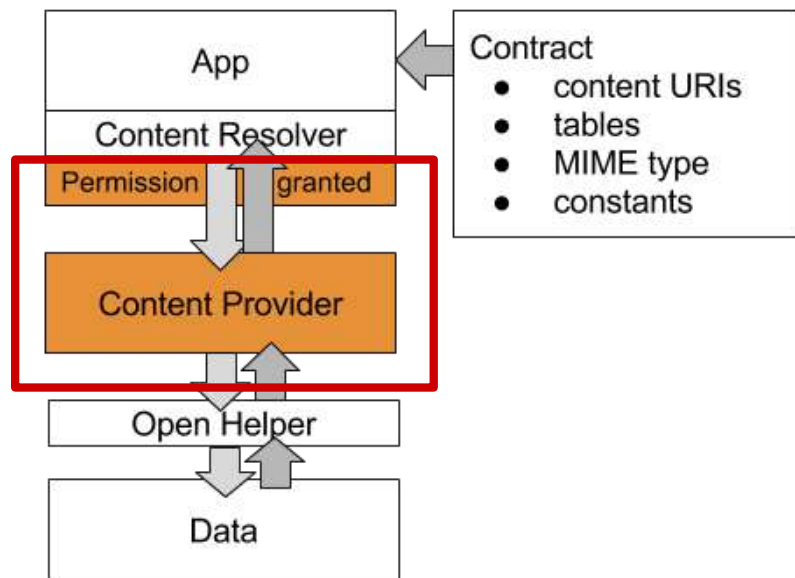 App
Content Resolver
Permission granted
Content Provider
Open Helper
Data
Contract
● content URIs
● tables
● MIME type
● constants